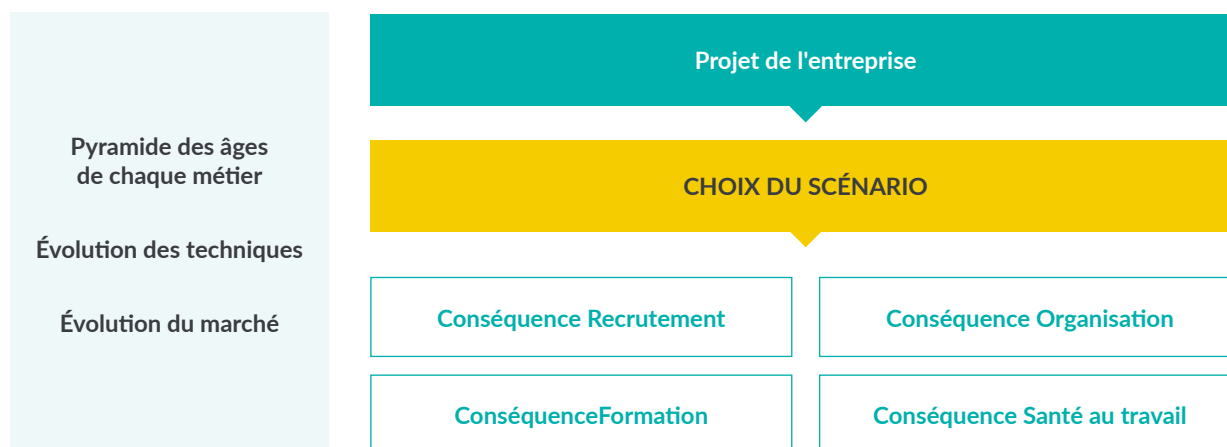 Pyramide des âges
de chaque métier
Évolution des techniques
Évolution du marché
Projet de l'entreprise
CHOIX DU SCÉNARIO
Conséquence Recrutement
Conséquence Organisation
ConséquenceFormation
Conséquence Santé au travail